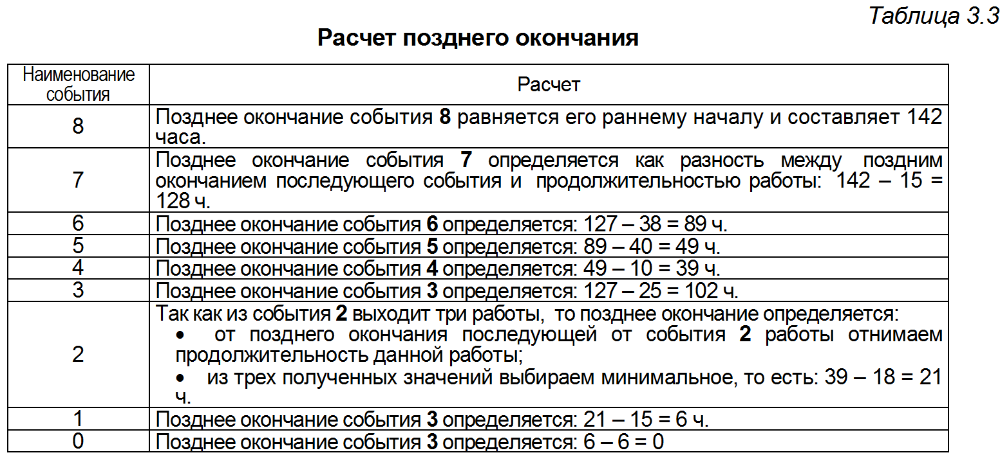 Таблица 3.3
Расчет позднего окончания
Наименование
события
Расчет
8
Позднее окончание события 8 равняется его раннему началу и составляет 142
часа.
7
Позднее окончание события 7 определяется как разность между поздним
окончанием последующего события и продолжительностью работы: 142 – 15 =
128 ч.
6
Позднее окончание события 6 определяется: 127 – 38 = 89 ч.
5
Позднее окончание события 5 определяется: 89 – 40 = 49 ч.
4
Позднее окончание события 4 определяется: 49 – 10 = 39 ч.
3
Позднее окончание события 3 определяется: 127 – 25 = 102 ч.
2
Так как из события 2 выходит три работы, то позднее окончание определяется:
• от позднего окончания последующей от события 2 работы отнимаем
продолжительность данной работы;
• из трех полученных значений выбираем минимальное, то есть: 39 – 18 = 21
ч.
1
Позднее окончание события 3 определяется: 21 – 15 = 6 ч.
0
Позднее окончание события 3 определяется: 6 – 6 = 0